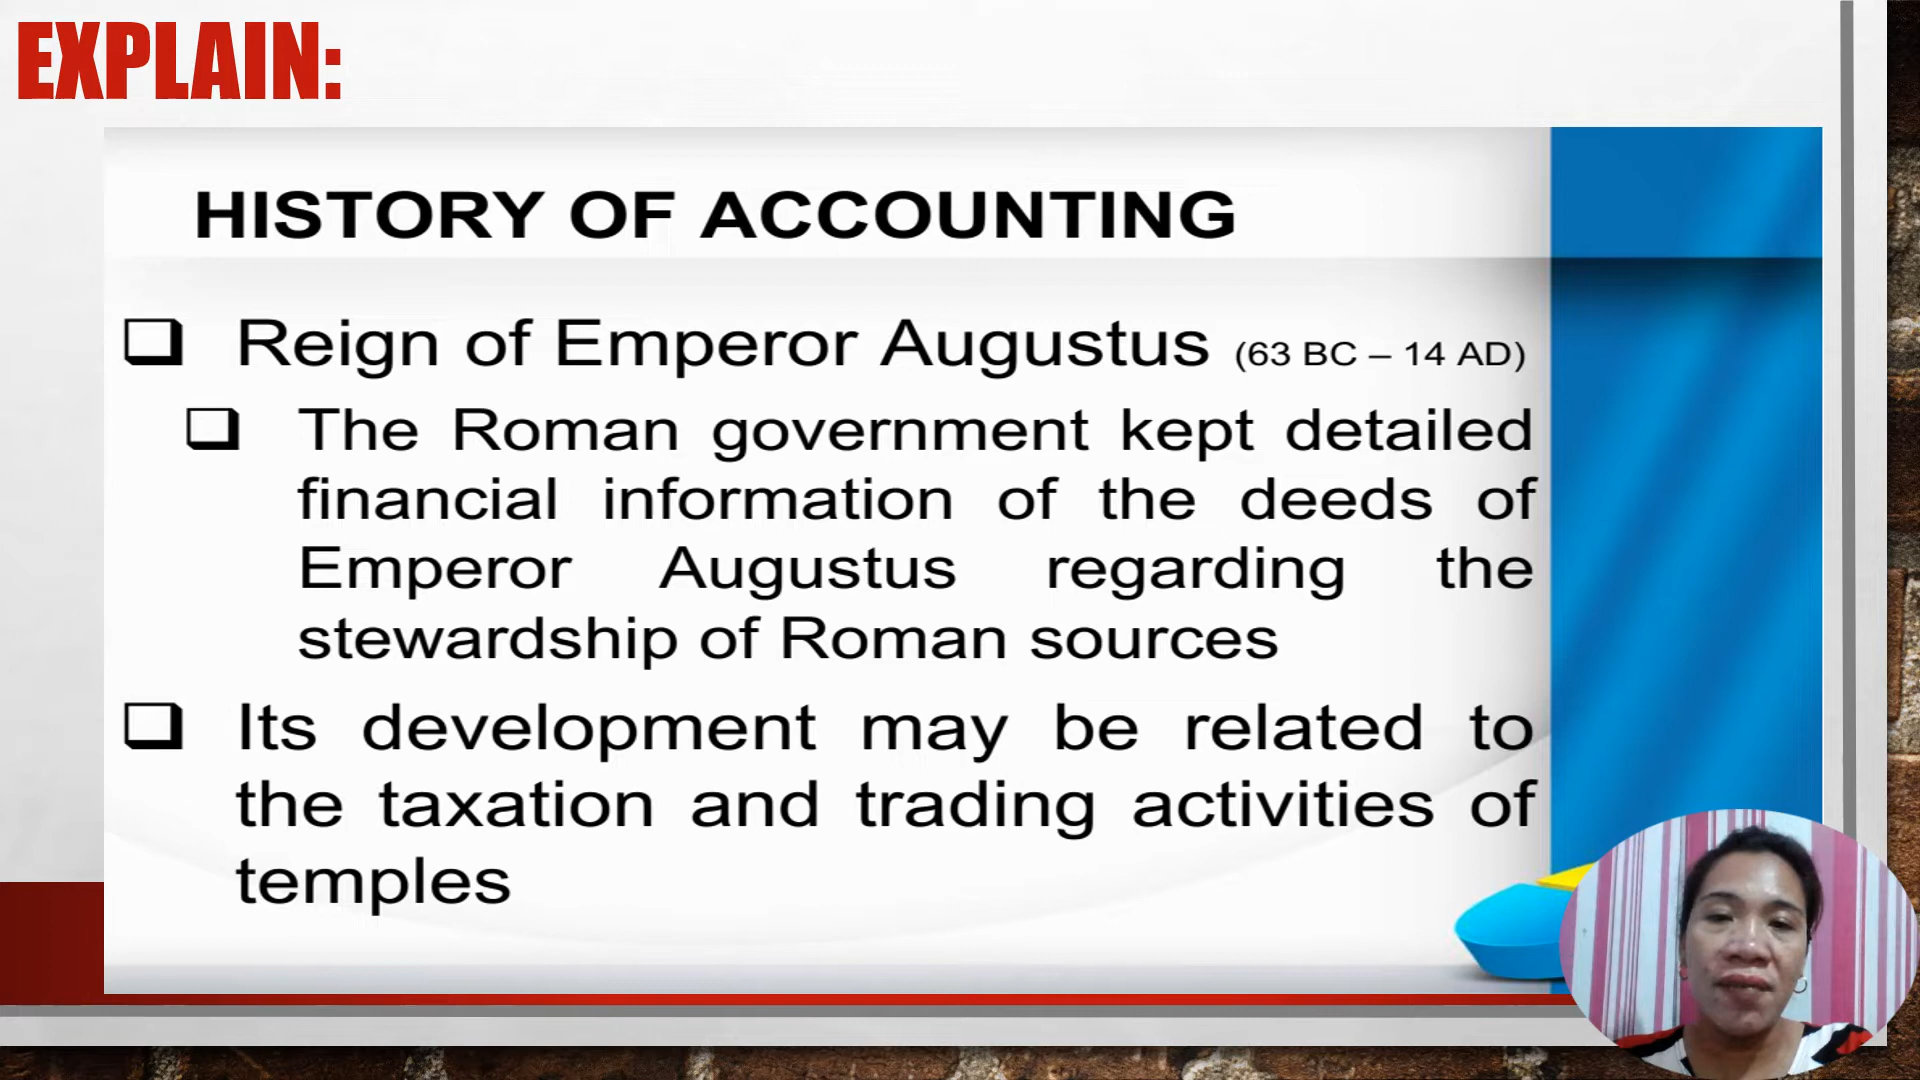 EXPLAIN:
HISTORY OF ACCOUNTING
Reign of Emperor Augustus (63 BC – 14 AD)
The Roman government kept detailed
financial information of the deeds of
Emperor Augustus regarding the
stewardship of Roman sources
Its development may be related to
the taxation and trading activities of
temples